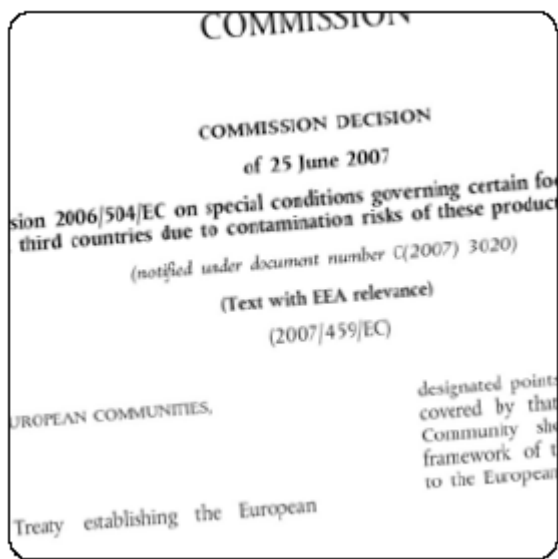 COMMISSION
COMMISSION DECISION
of 25 June 2007
sion 2006/504/EC on special conditions governing certain fo
third countries due to contamination risks of these product
(notified under document number C(2007) 3020)
(Text with EEA relevance)
(2007/459/EC)
UROPEAN COMMUNITIES,
Treaty establishing the European
designated points
covered by that
Community sh
framework of t
to the European